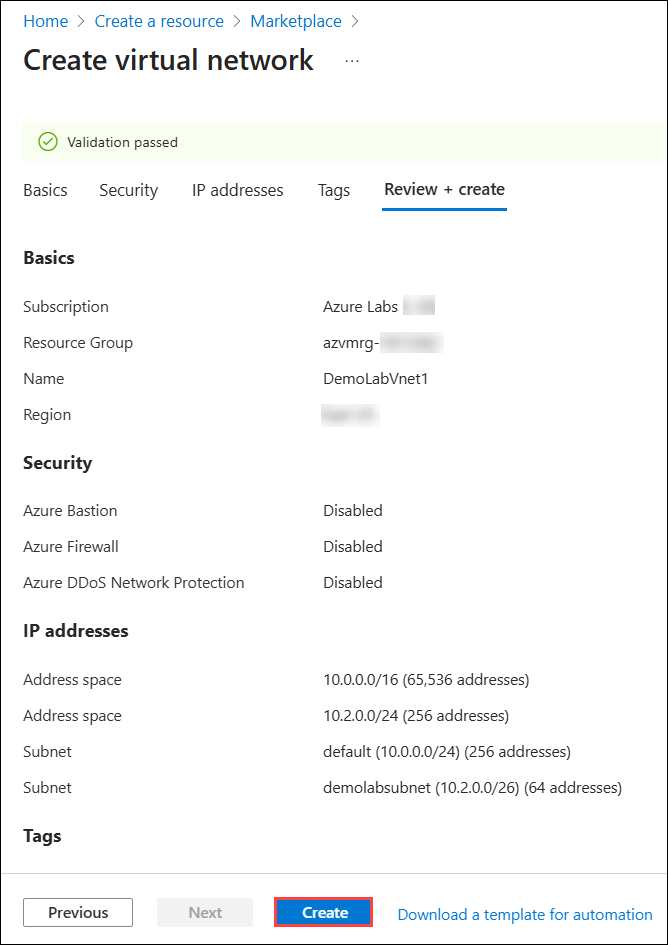 Home > Create a resource > Marketplace >
Create virtual network ...
Validation passed
Basics Security IP addresses Tags Review + create
Basics
Subscription Azure Labs
Resource Group azvmrg-
Name DemoLabVnet1
Region
Security
Azure Bastion Disabled
Azure Firewall Disabled
Azure DDoS Network Protection Disabled
IP addresses
Address space 10.0.0.0/16 (65,536 addresses)
Address space 10.2.0.0/24 (256 addresses)
Subnet default (10.0.0.0/24) (256 addresses)
Subnet demolabsubnet (10.2.0.0/26) (64 addresses)
Tags
Previous Next Create Download a template for automation